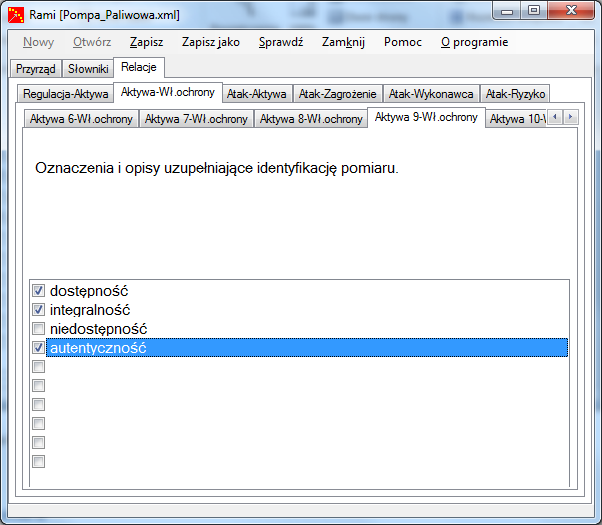 Rami [Pompa_Paliwowa.xml]
Nowy Otwórz Zapisz Zapisz jako Sprawdź Zamknij Pomoc O programie
Przyrząd Słowniki Relacje
Regulacja-Aktywa Aktywa-Wł.ochrony Atak-Aktywa Atak-Zagrożenie Atak-Wykonawca Atak-Ryzyko
Aktywa 6-Wł.ochrony Aktywa 7-Wł.ochrony Aktywa 8-Wł.ochrony Aktywa 9-Wł.ochrony Aktywa 10-
Oznaczenia i opisy uzupełniające identyfikację pomiaru.
dostępność
integralność
niedostępność
autentyczność